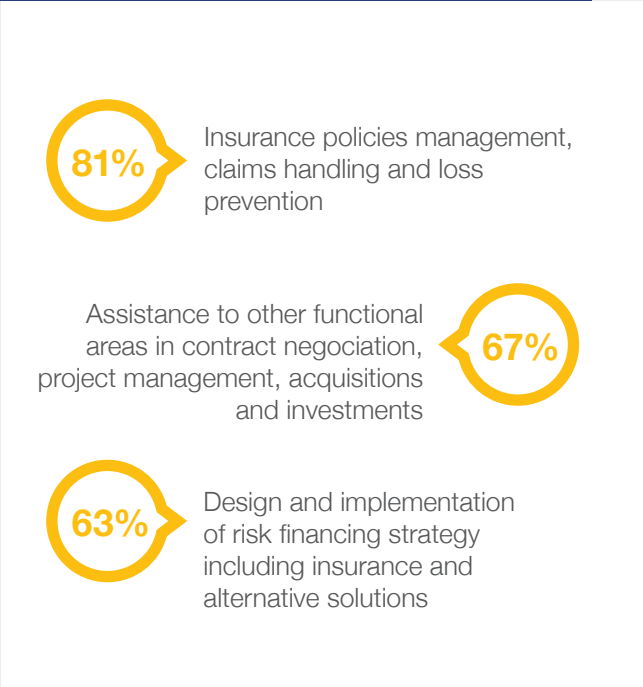 81%
Insurance policies management,
claims handling and loss
prevention
Assistance to other functional
areas in contract negociation,
project management, acquisitions
and investments
67%
63%
Design and implementation
of risk financing strategy
including insurance and
alternative solutions